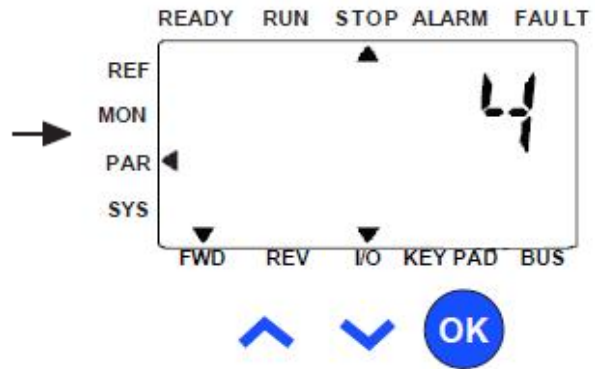 READY RUN STOP ALARM FAULT
REF
MON
PAR
SYS
4
FWD REV I/O KEYPAD BUS
OK